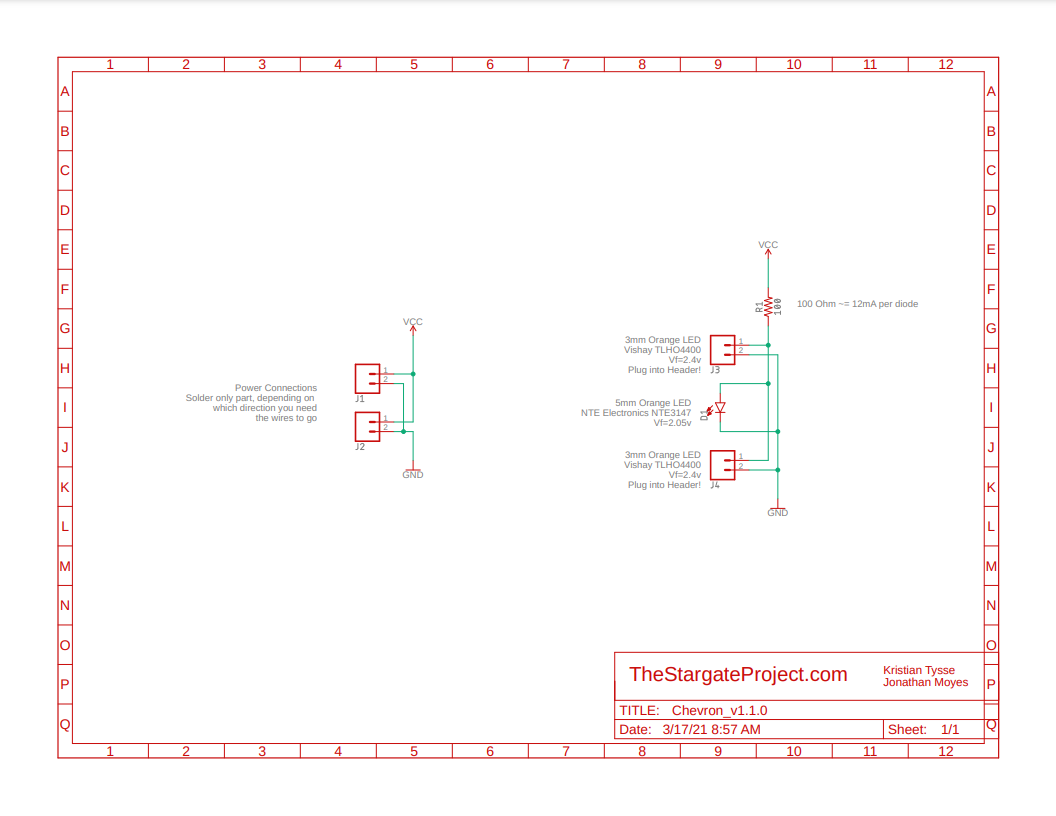 1 2 3 4 5 6 7 8 9 10 11 12
A A
B B
C C
D D
E E
F F
G G
H H
I I
J J
K K
L L
M M
N N
O O
P P
Q Q
VCC
1
2
J1
1
2
J2
GND
Power Connections
Solder only part, depending on
which direction you need
the wires to go
VCC
R1
100
100 Ohm ~= 12mA per diode
3mm Orange LED
Vishay TLHO4400
Vf=2.4v
Plug into Header!
1
2
J3
5mm Orange LED
NTE Electronics NTE3147
Vf=2.05v
D1
3mm Orange LED
Vishay TLHO4400
Vf=2.4v
Plug into Header!
1
2
J4
GND
TheStargateProject.com
Kristian Tysse
Jonathan Moyes
TITLE: Chevron_v1.1.0
Date: 3/17/21 8:57 AM
Sheet: 1/1
1 2 3 4 5 6 7 8 9 10 11 12